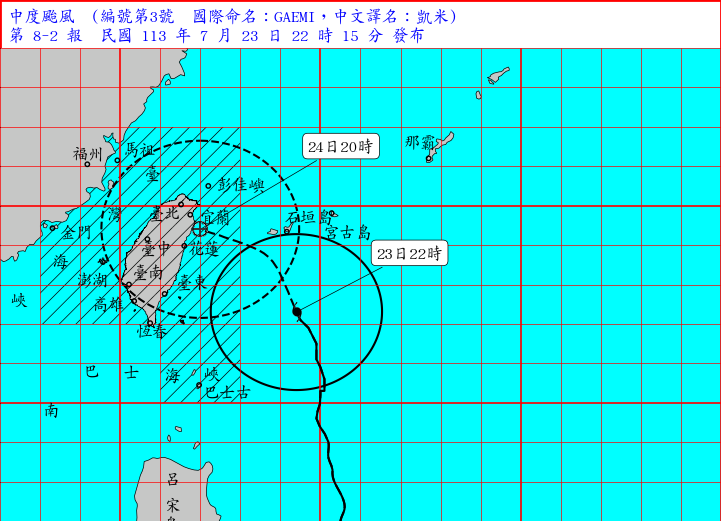 中度颱風 (編號第3號 國際命名：GAEMI，中文譯名：凱米)
第 8-2 報 民國 113 年 7 月 23 日 22 時 15 分 發布
24日20時
那霸
福州
馬祖
臺
彭佳嶼
灣
臺北
宜蘭
石垣島
宮古島
金門
臺中
花蓮
23日22時
海
澎湖
臺南
臺東
峽
高雄
恆春
巴士海峽
巴士古
南
呂
宋
島